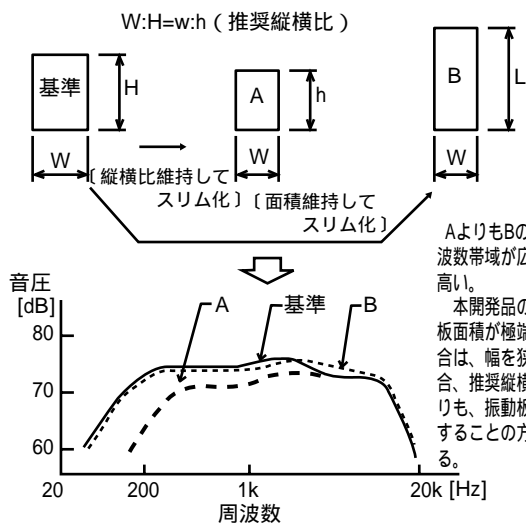 W:H=w:h（推奨縦横比）
基準
H
A
h
B
L
W
W
W
〔縦横比維持して
スリム化〕
〔面積維持して
スリム化〕
AよりもBの
波数帯域が広
高い。
本開発品の
板面積が極端
合は、幅を狭
合、推奨縦横
りも、振動板
することの方
る。
音圧
[dB]
A
基準
B
80
70
60
20
200
1k
20k [Hz]
周波数